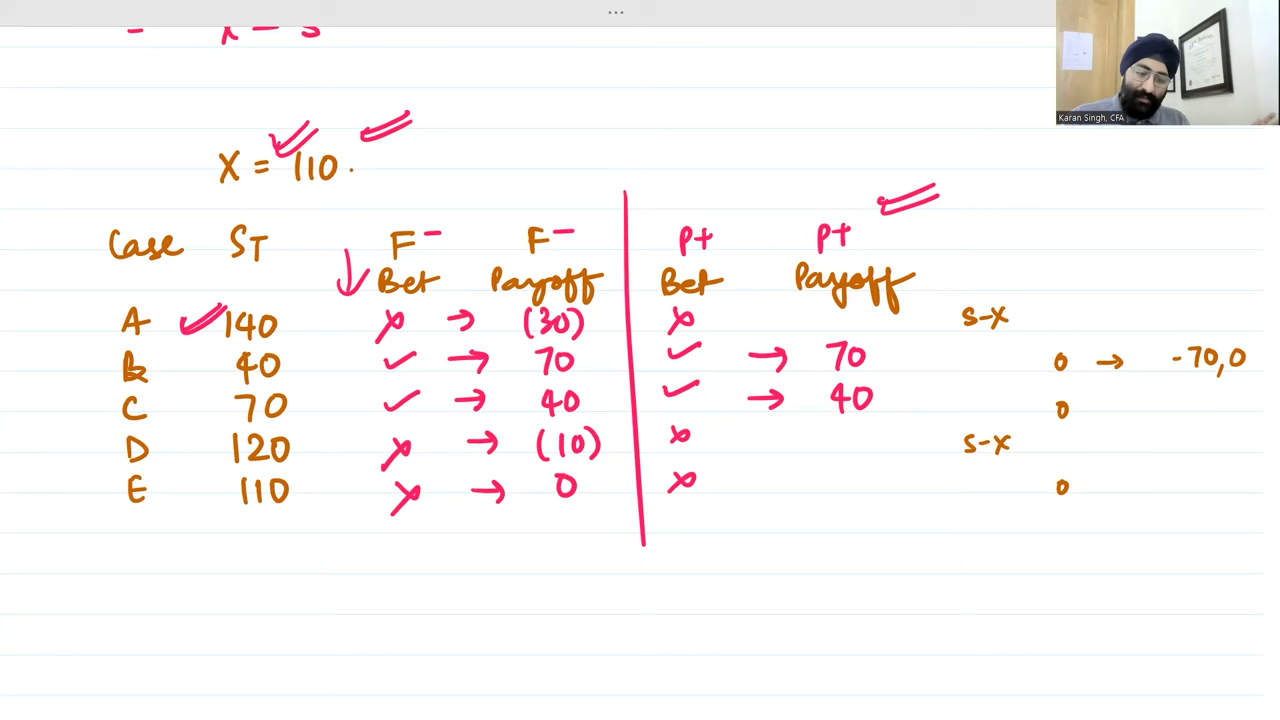 - X - S
Karan Singh, CFA
X = 110.
Case ST F- F- P+ P+
Bet Payoff Bet Payoff
A 140 × → (30) × S-X
B 40 ✓ → 70 ✓ → 70 0 → -70,0
C 70 ✓ → 40 ✓ → 40 0
D 120 × → (10) × S-X
E 110 × → 0 × 0